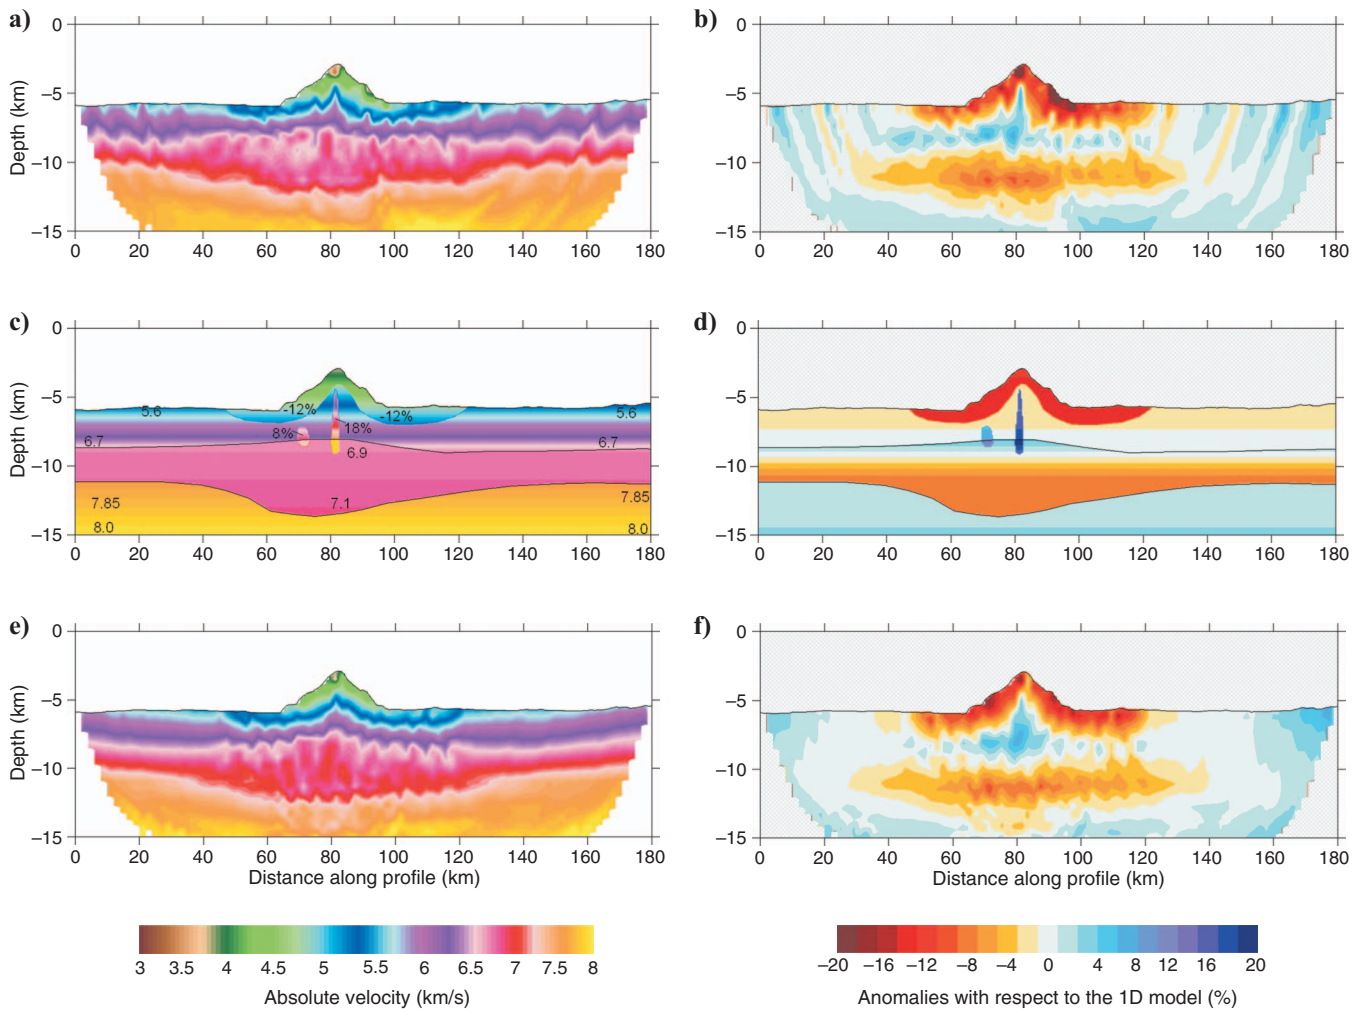 a)
0
−5
−10
−15
Depth (km)
0 20 40 60 80 100 120 140 160 180
b)
0
−5
−10
−15
0 20 40 60 80 100 120 140 160 180
c)
0
−5
−10
−15
Depth (km)
5.6 -12% -12% 5.6
18%
8%
6.7 6.7
6.9
7.85 7.1 7.85
8.0 8.0
0 20 40 60 80 100 120 140 160 180
d)
0
−5
−10
−15
0 20 40 60 80 100 120 140 160 180
e)
0
−5
−10
−15
Depth (km)
0 20 40 60 80 100 120 140 160 180
Distance along profile (km)
f)
0
−5
−10
−15
0 20 40 60 80 100 120 140 160 180
Distance along profile (km)
3 3.5 4 4.5 5 5.5 6 6.5 7 7.5 8
Absolute velocity (km/s)
−20 −16 −12 −8 −4 0 4 8 12 16 20
Anomalies with respect to the 1D model (%)